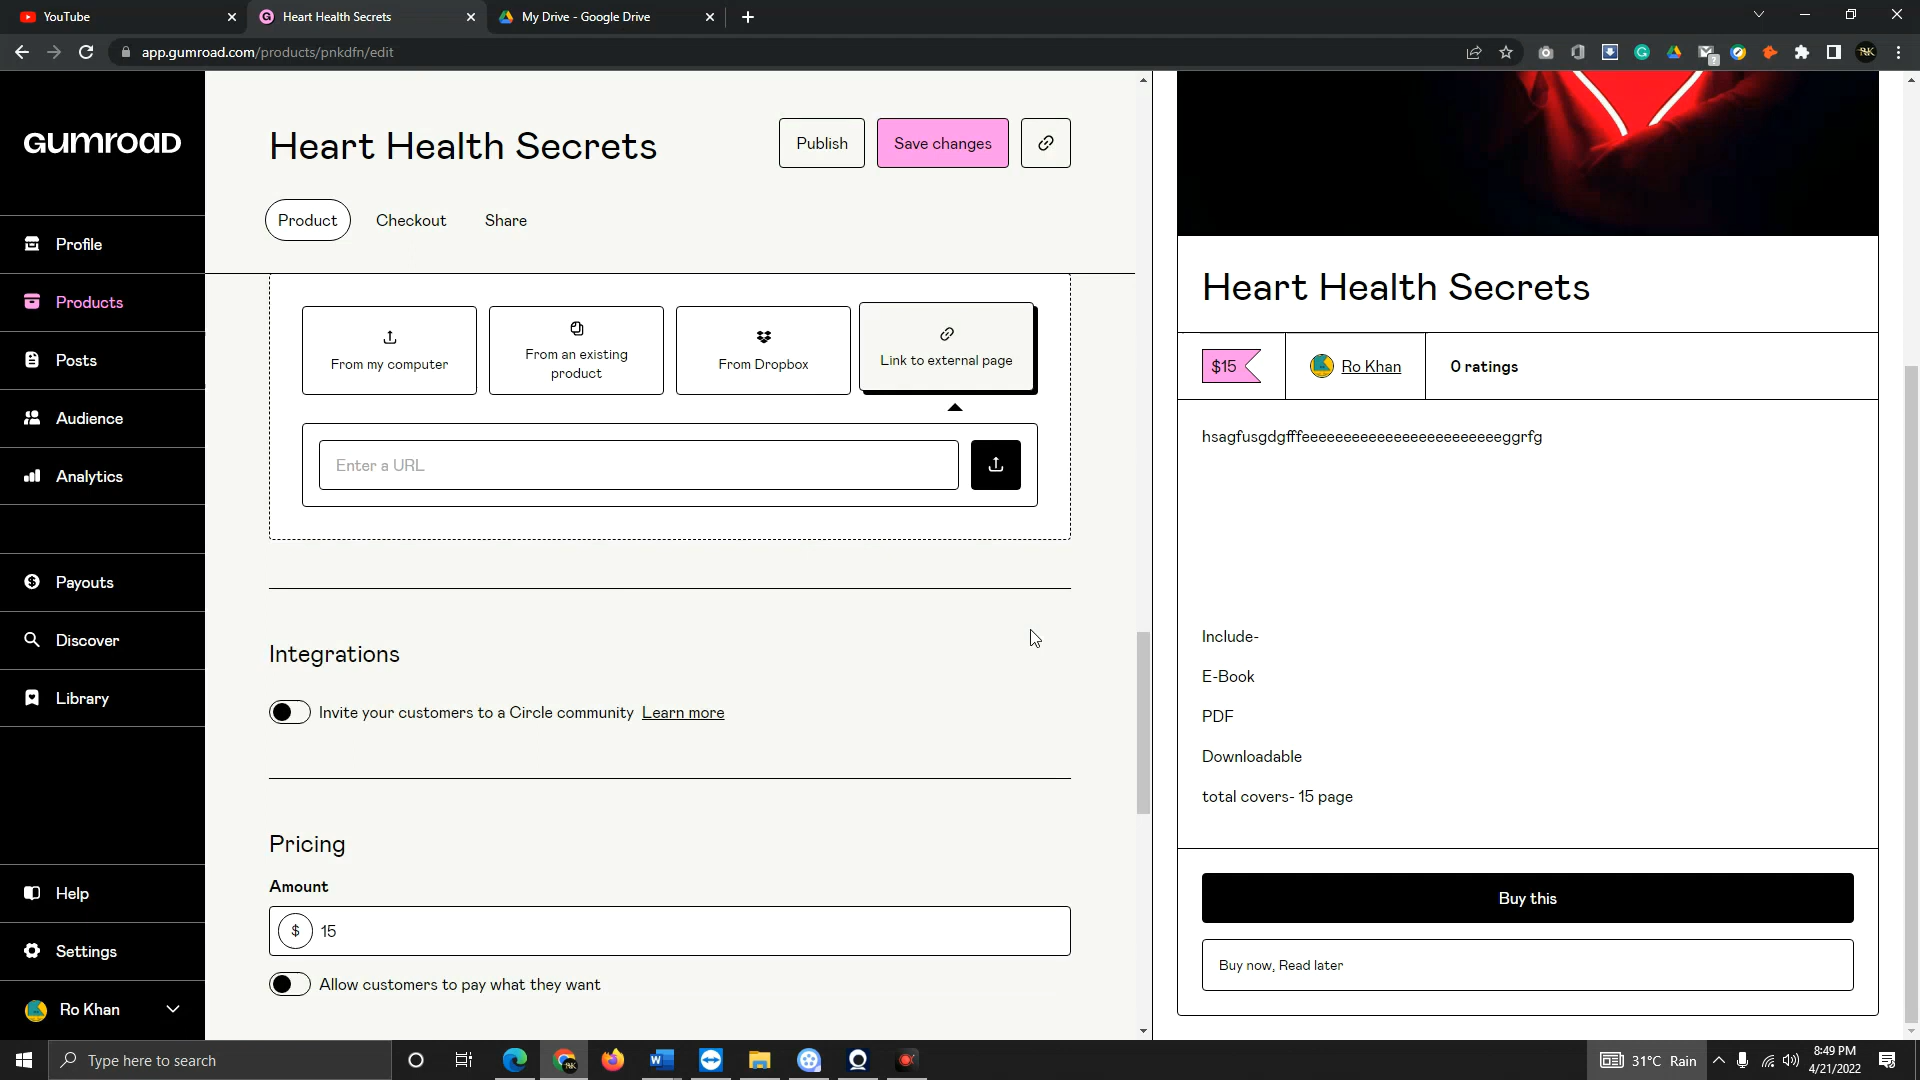 YouTube
Heart Health Secrets
My Drive - Google Drive
app.gumroad.com/products/pnkdfn/edit
GUMROAD
Profile
Products
Posts
Audience
Analytics
Payouts
Discover
Library
Help
Settings
Ro Khan
Heart Health Secrets
Publish
Save changes
Product
Checkout
Share
From my computer
From an existing
product
From Dropbox
Link to external page
Enter a URL
Integrations
Invite your customers to a Circle community Learn more
Pricing
Amount
$ 15
Allow customers to pay what they want
Heart Health Secrets
$15
Ro Khan
0 ratings
hsagfusgdgfffeeeeeeeeeeeeeeeeeeeeeeeeggrfg
Include-
E-Book
PDF
Downloadable
total covers- 15 page
Buy this
Buy now, Read later
Type here to search
31°C Rain
8:49 PM
4/21/2022